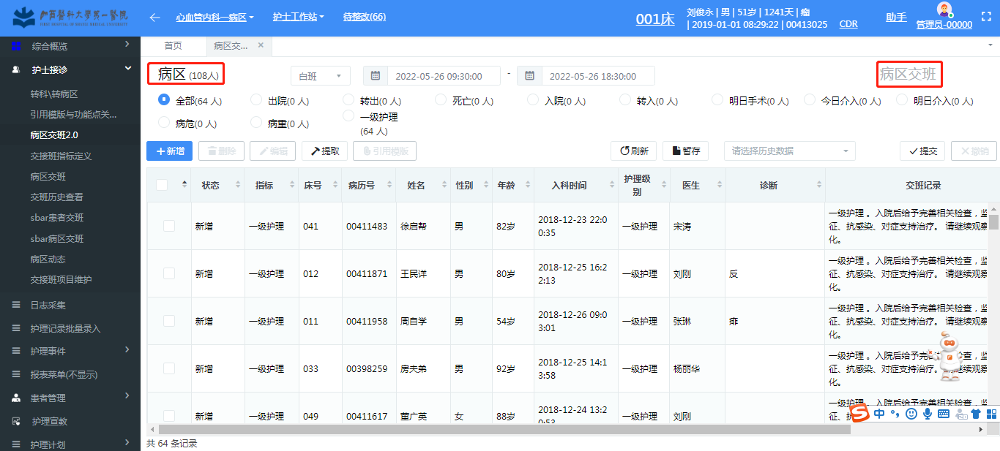 山西醫科大學第一醫院
FIRST HOSPITAL OF SHANXI MEDICAL UNIVERSITY
心血管内科一病区
护士工作站
待整改(66)
001床
刘俊永 | 男 | 51岁 | 1241天 | 瘤
| 2019-01-01 08:29:22 | 00413025
CDR
助手
管理员-00000
综合概览
护士接诊
转科\转病区
引用模版与功能点关...
病区交班2.0
交接班指标定义
病区交班
交班历史查看
sbar患者交班
sbar病区交班
病区动态
交接班项目维护
日志采集
护理记录批量录入
护理事件
报表菜单(不显示)
患者管理
护理宣教
护理计划
首页
病区交...
病区 (108人)
白班
2022-05-26 09:30:00
-
2022-05-26 18:30:00
病区交班
全部(64 人)
出院(0 人)
转出(0 人)
死亡(0 人)
入院(0 人)
转入(0 人)
明日手术(0 人)
今日介入(0 人)
明日介入(0 人)
病危(0 人)
病重(0 人)
一级护理
(64 人)
新增
删除
编辑
提取
引用模版
刷新
暂存
请选择历史数据
提交
撤销
状态
指标
床号
病历号
姓名
性别
年龄
入科时间
护理级
别
医生
诊断
交班记录
新增
一级护理
041
00411483
徐启帮
男
82岁
2018-12-23 22:0
0:35
一级护理
宋涛
一级护理 。入院后给予完善相关检查，监
征、抗感染、对症支持治疗。 请继续观察
化。
新增
一级护理
012
00411871
王民洋
男
80岁
2018-12-25 16:2
2:13
一级护理
刘刚
反
一级护理 。入院后给予完善相关检查，监
征、抗感染、对症支持治疗。 请继续观察
化。
新增
一级护理
011
00411958
周自学
男
54岁
2018-12-26 09:0
3:01
一级护理
张琳
痱
一级护理 。入院后给予完善相关检查，监
征、抗感染、对症支持治疗。 请继续观察
化。
新增
一级护理
033
00398259
房夫弟
男
92岁
2018-12-25 14:1
3:58
一级护理
杨丽华
一级护理 。入院后给予完善相关检查，监
征、抗感染、对症支持治疗。 请继续观察
化。
新增
一级护理
049
00411617
董广英
女
88岁
2018-12-24 13:2
0:53
一级护理
刘刚
一级护理 。入院后给予完善相关检查，监
征、抗
中
共 64 条记录